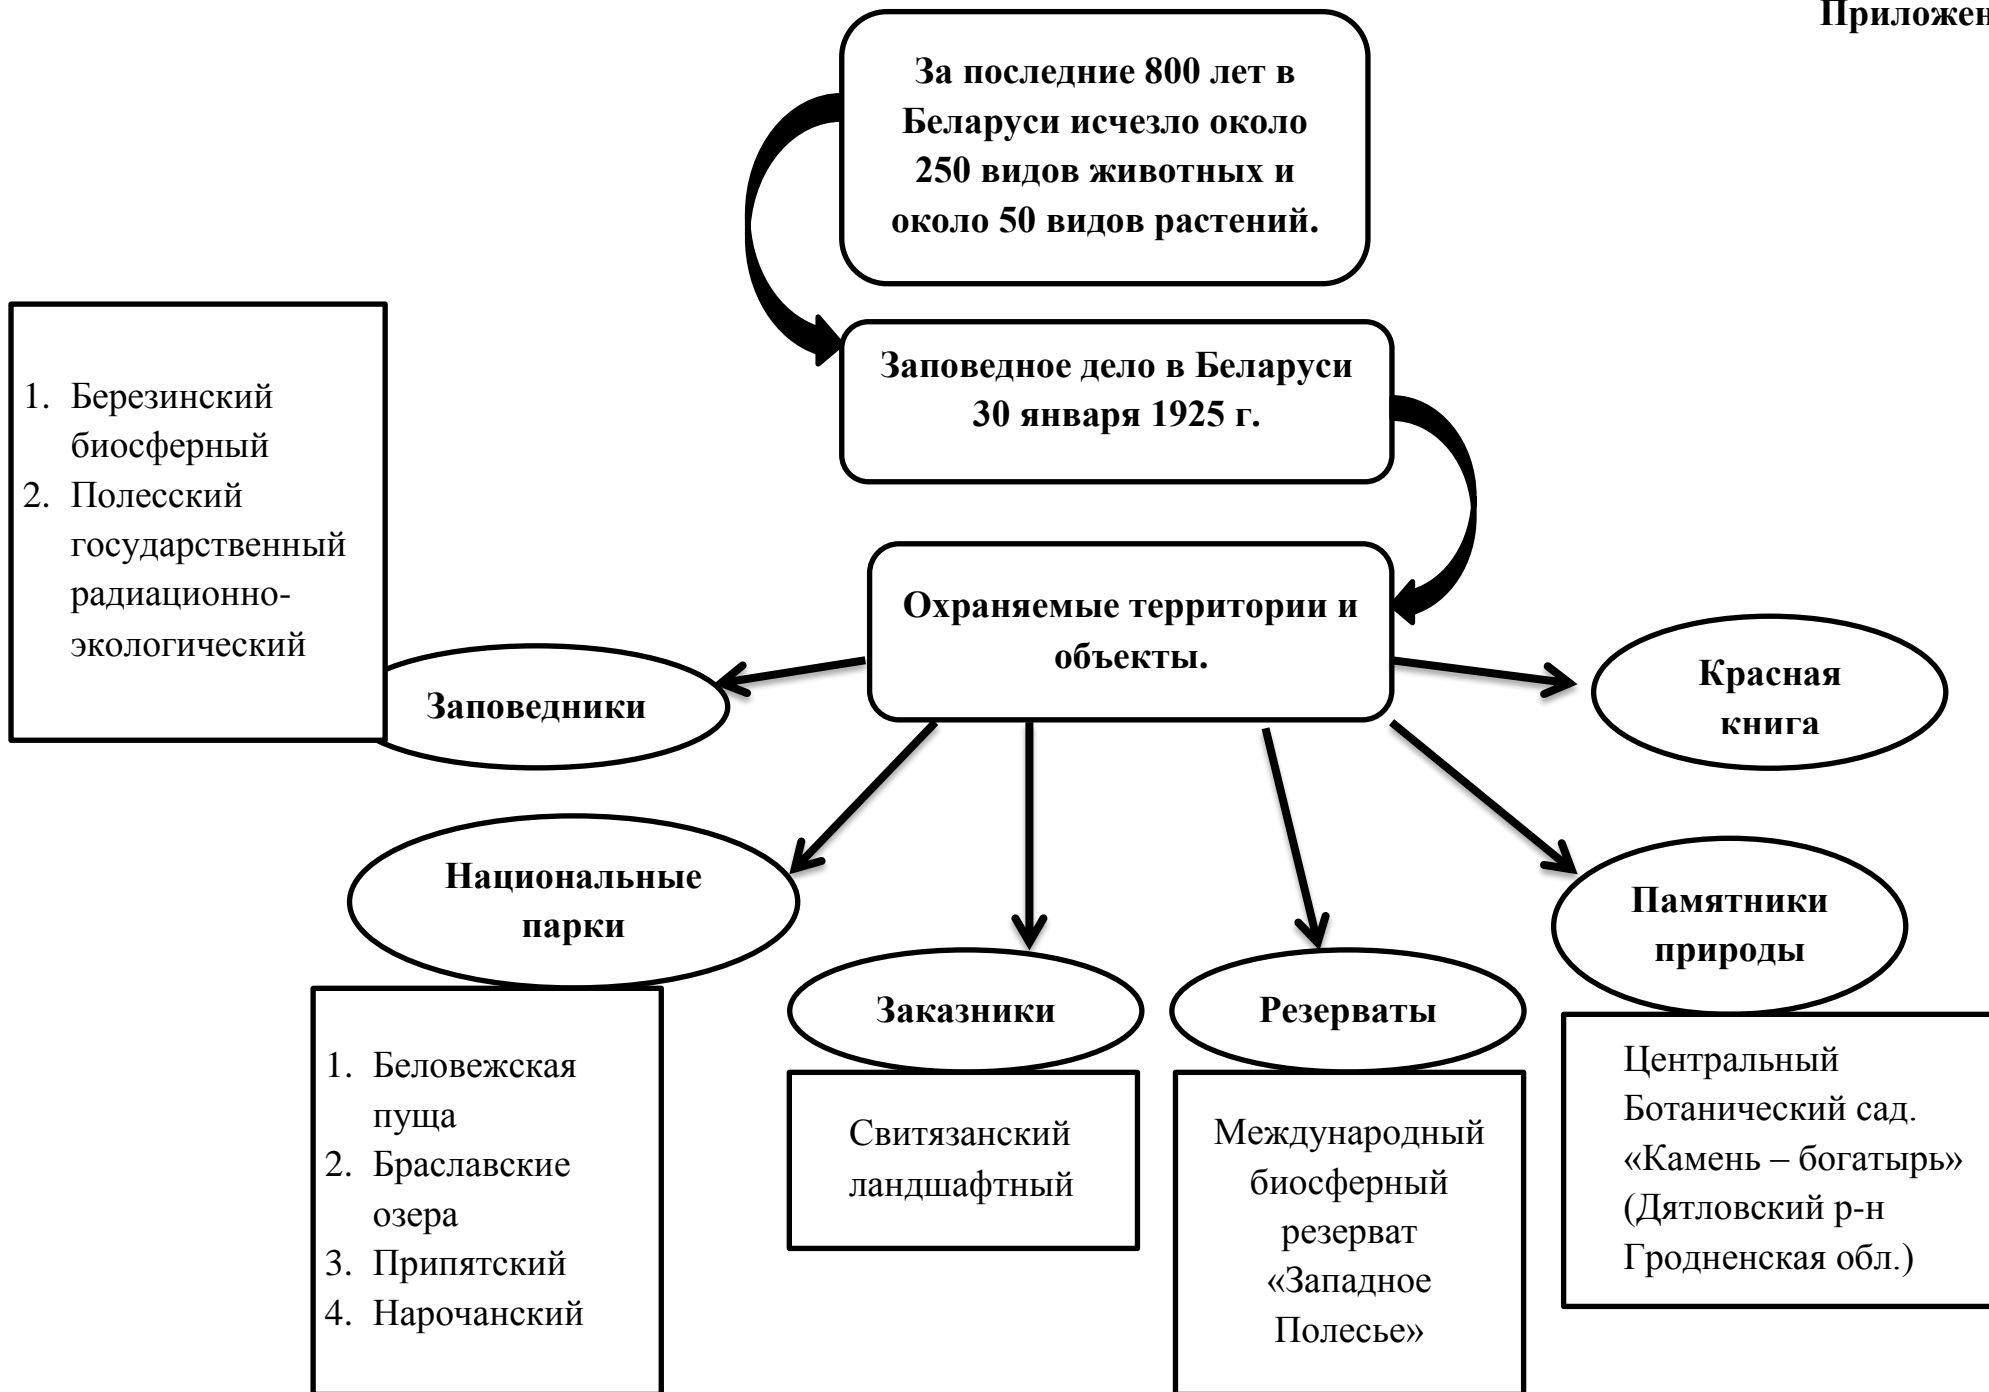 Приложен
За последние 800 лет в
Беларуси исчезло около
250 видов животных и
около 50 видов растений.
Заповедное дело в Беларуси
30 января 1925 г.
Охраняемые территории и
объекты.
1. Березинский
биосферный
2. Полесский
государственный
радиационно-
экологический
Заповедники
Красная
книга
Национальные
парки
Заказники
Резерваты
Памятники
природы
1. Беловежская
пуща
2. Браславские
озера
3. Припятский
4. Нарочанский
Свитязанский
ландшафтный
Международный
биосферный
резерват
«Западное
Полесье»
Центральный
Ботанический сад.
«Камень – богатырь»
(Дятловский р-н
Гродненская обл.)